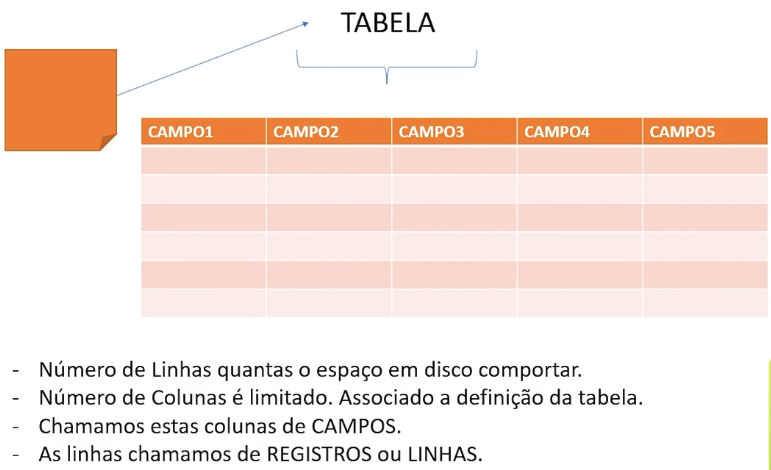 TABELA
CAMPO1 CAMPO2 CAMPO3 CAMPO4 CAMPO5
- Número de Linhas quantas o espaço em disco comportar.
- Número de Colunas é limitado. Associado a definição da tabela.
- Chamamos estas colunas de CAMPOS.
- As linhas chamamos de REGISTROS ou LINHAS.